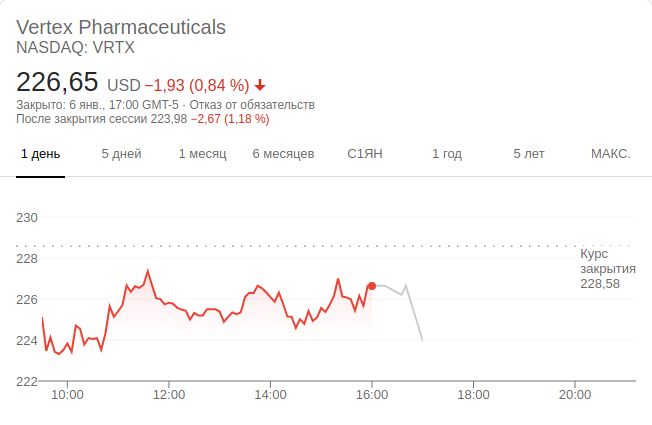 Vertex Pharmaceuticals
NASDAQ: VRTX
226,65 USD −1,93 (0,84 %)
Закрыто: 6 янв., 17:00 GMT-5 · Отказ от обязательств
После закрытия сессии 223,98 −2,67 (1,18 %)
1 день 5 дней 1 месяц 6 месяцев С1ЯН 1 год 5 лет МАКС.
230
228
226
224
222
Курс
закрытия
228,58
10:00 12:00 14:00 16:00 18:00 20:00